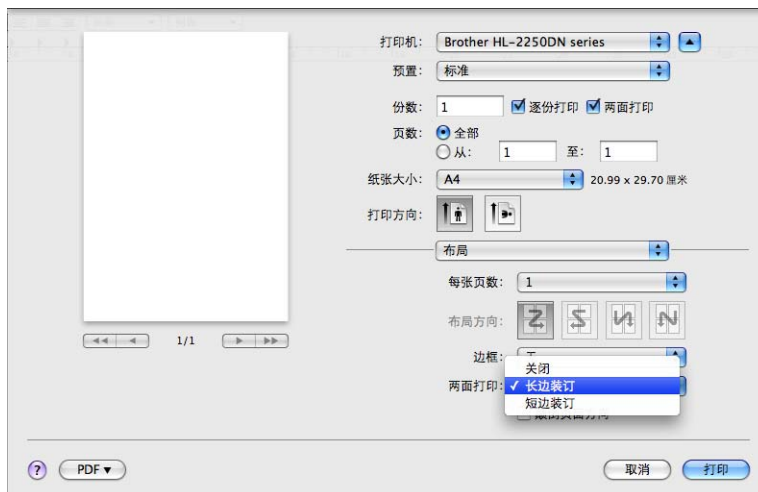 打印机: Brother HL-2250DN series
预置: 标准
份数: 1 逐份打印 两面打印
页数: 全部
从: 1 至: 1
纸张大小: A4 20.99 x 29.70 厘米
打印方向:
布局
每张页数: 1
布局方向:
1/1
边框:
关闭
两面打印: ✓ 长边装订
短边装订
? PDF▼ 取消 打印